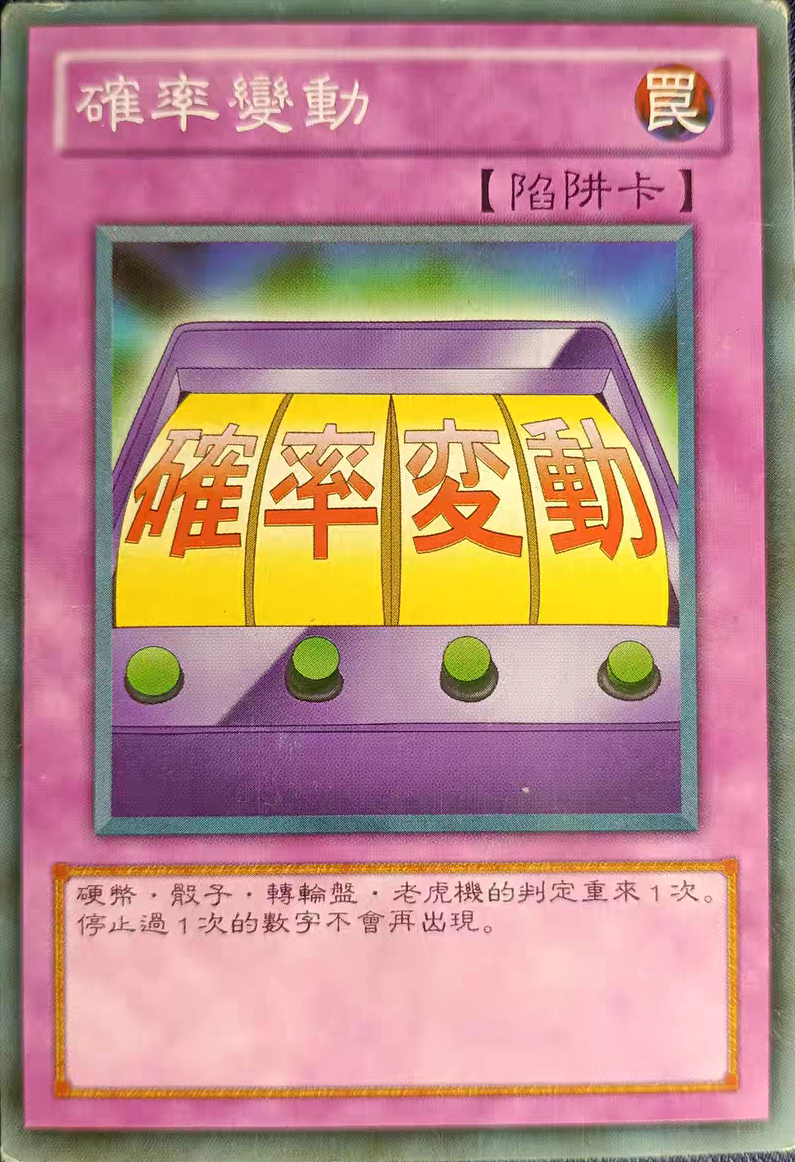 確率變動
罠
【陷阱卡】
確率変動
硬幣・骰子・轉輪盤・老虎機的判定重來1次。
停止過1次的數字不會再出現。